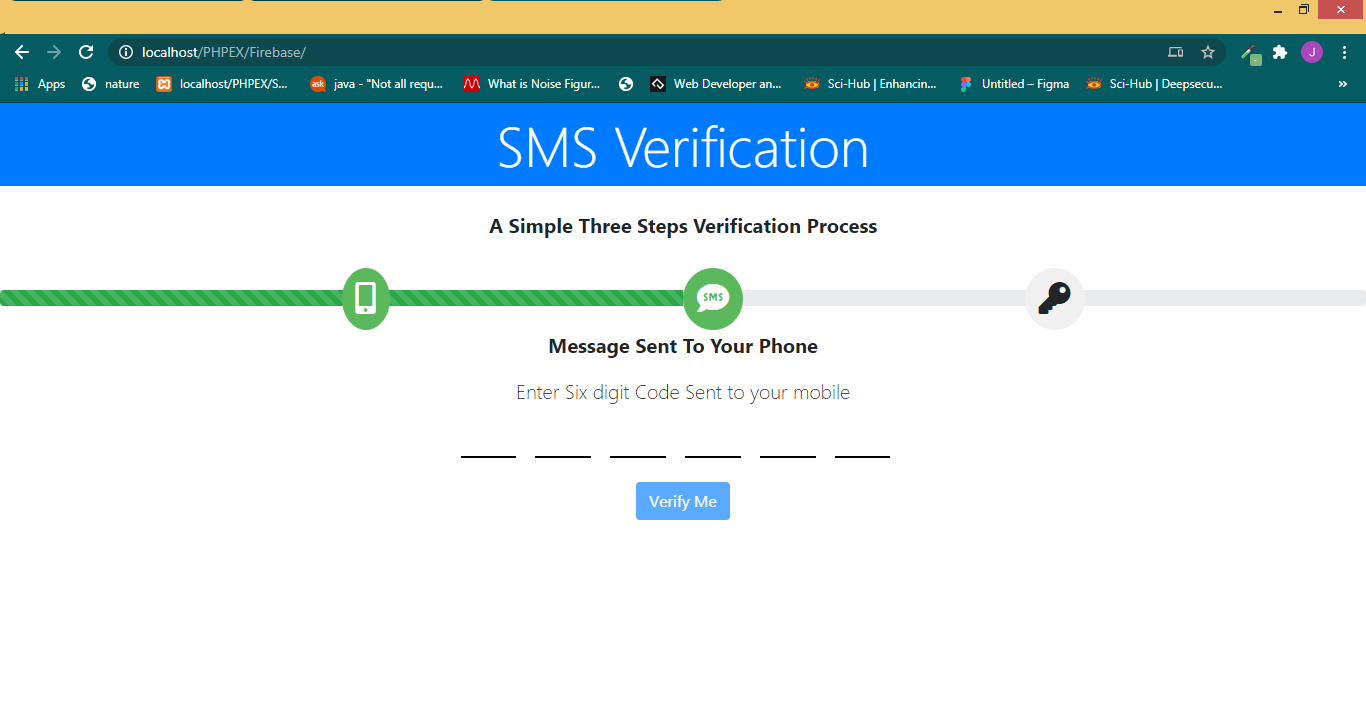 localhost/PHPEX/Firebase/
J
Apps
nature
localhost/PHPEX/S...
ask
java - "Not all requ...
What is Noise Figur...
Web Developer an...
Sci-Hub | Enhancin...
Untitled – Figma
Sci-Hub | Deepsecu...
»
SMS Verification
A Simple Three Steps Verification Process
SMS
Message Sent To Your Phone
Enter Six digit Code Sent to your mobile
Verify Me